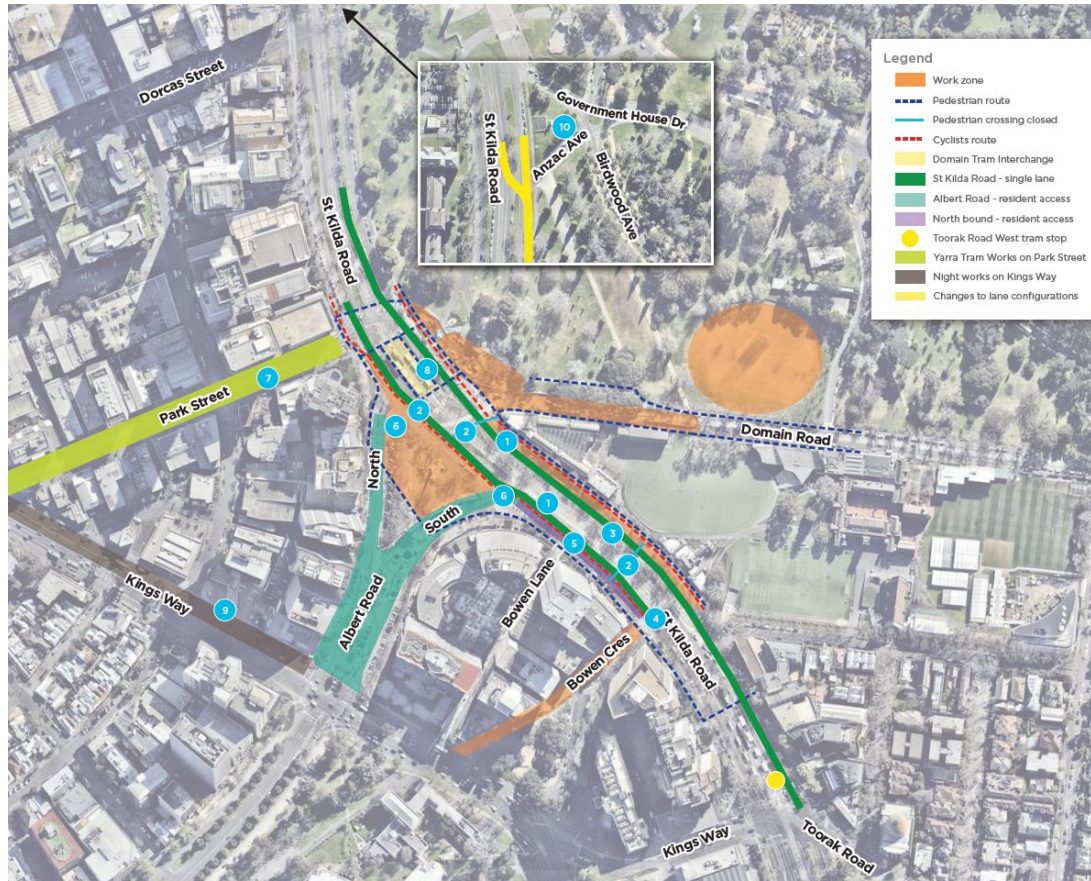 Dorcas Street
St Kilda Road
Government House Dr
10
Anzac Ave
Birdwood Ave
St Kilda Road
Legend
Work zone
Pedestrian route
Pedestrian crossing closed
Cyclists route
Domain Tram Interchange
St Kilda Road - single lane
Albert Road - resident access
North bound - resident access
Toorak Road West tram stop
Yarra Tram Works on Park Street
Night works on Kings Way
Changes to lane configurations
7
Park Street
8
2
6
2
1
Domain Road
North
South
6
1
5
3
2
4
Kings Way
9
Albert Road
Bowen Lane
Bowen Cres
St Kilda Road
Kings Way
Toorak Road